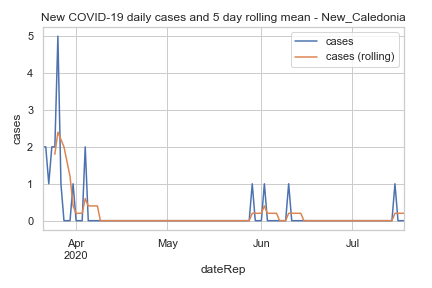 New COVID-19 daily cases and 5 day rolling mean - New_Caledonia
cases
cases (rolling)
5
4
3
2
1
0
cases
Apr
2020
May
Jun
Jul
dateRep